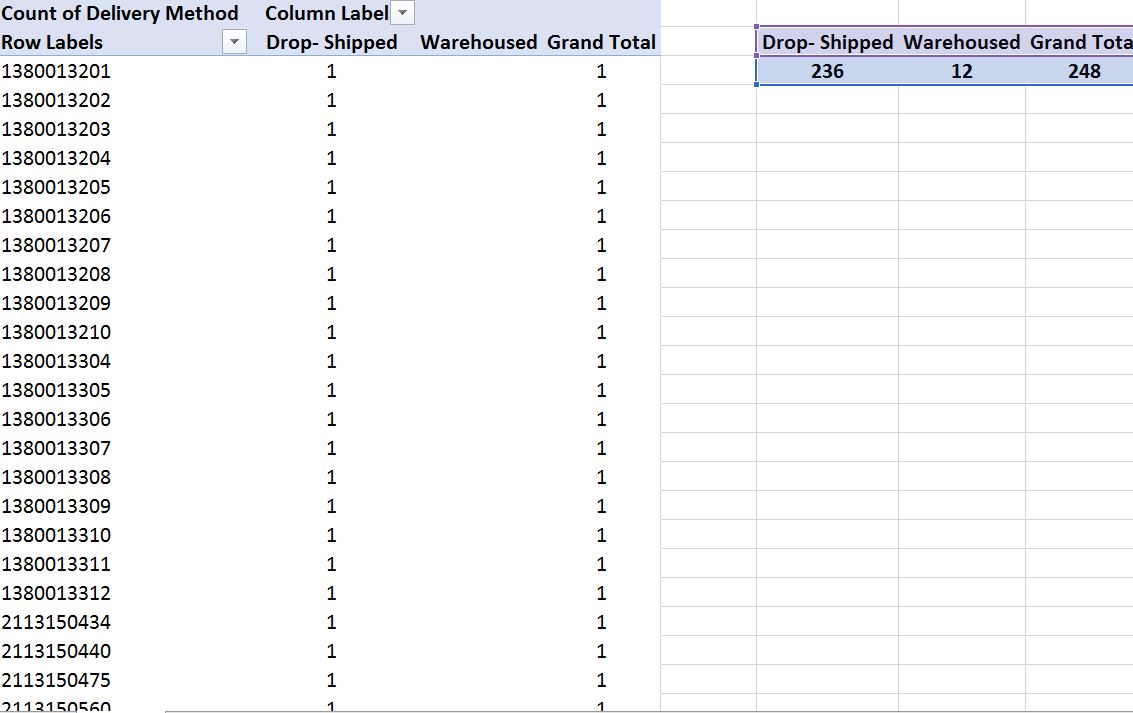 Count of Delivery Method Column Label
Row Labels Drop- Shipped Warehoused Grand Total
Drop- Shipped Warehoused Grand Tota
1380013201 1 1
236 12 248
1380013202 1 1
1380013203 1 1
1380013204 1 1
1380013205 1 1
1380013206 1 1
1380013207 1 1
1380013208 1 1
1380013209 1 1
1380013210 1 1
1380013304 1 1
1380013305 1 1
1380013306 1 1
1380013307 1 1
1380013308 1 1
1380013309 1 1
1380013310 1 1
1380013311 1 1
1380013312 1 1
2113150434 1 1
2113150440 1 1
2113150475 1 1
2113150560 1 1